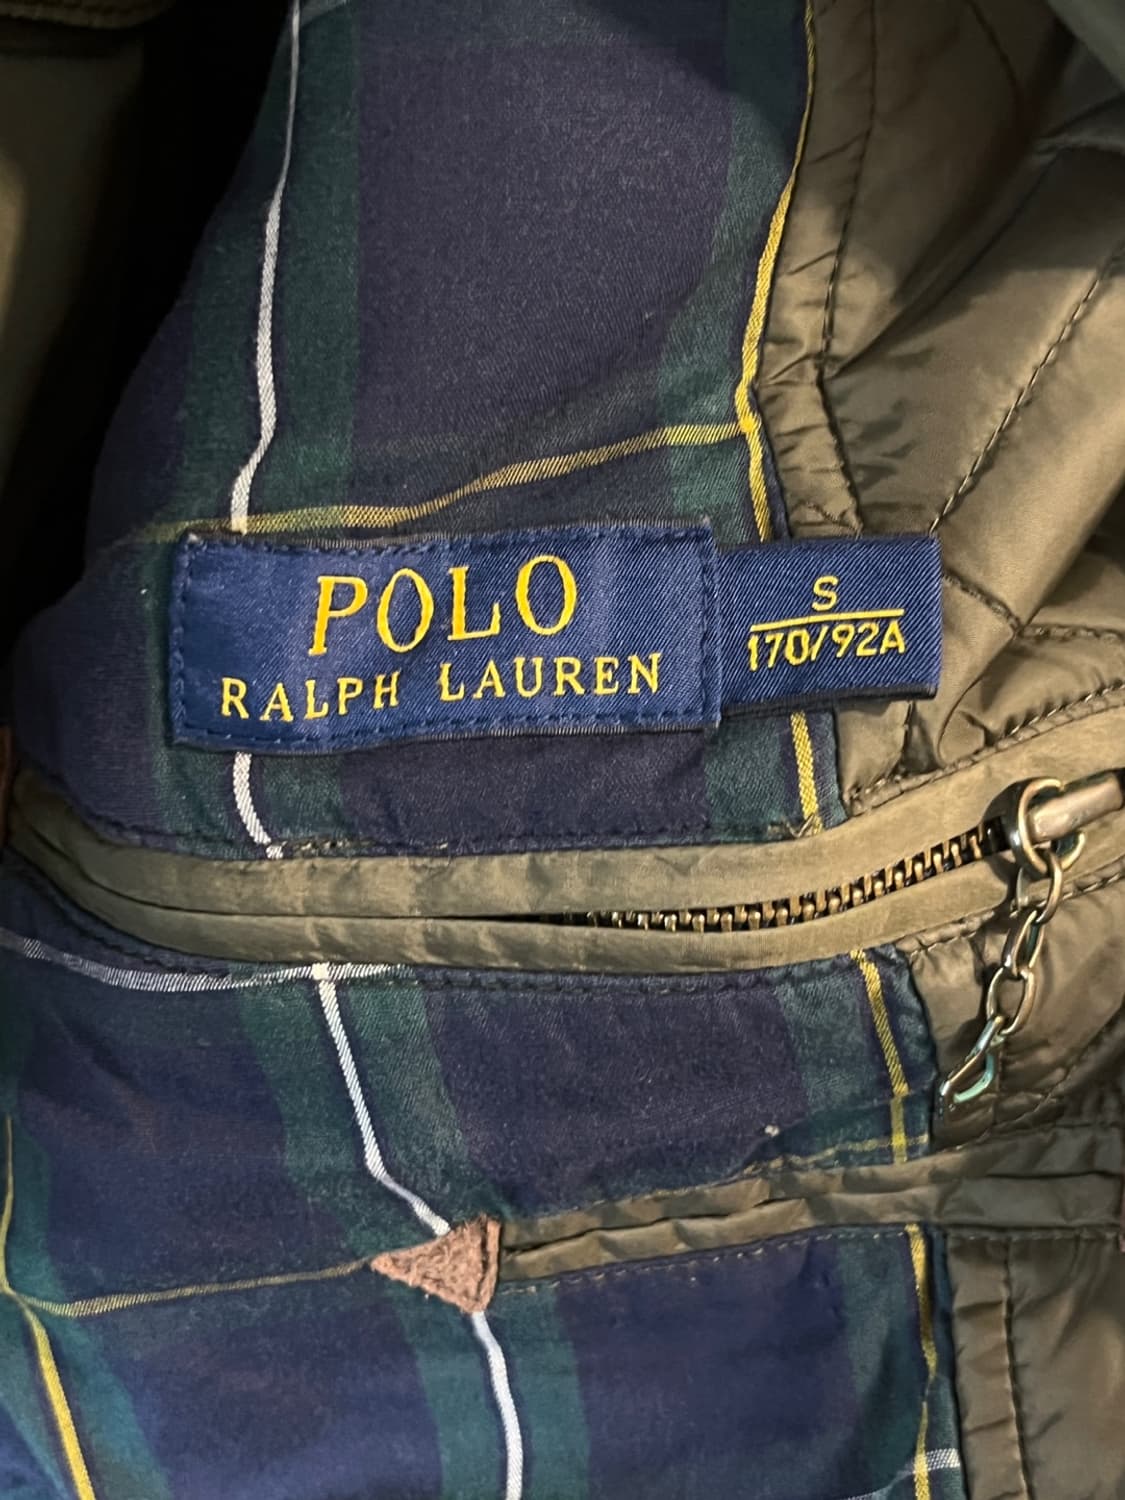 POLO
RALPH LAUREN
S
170/92A